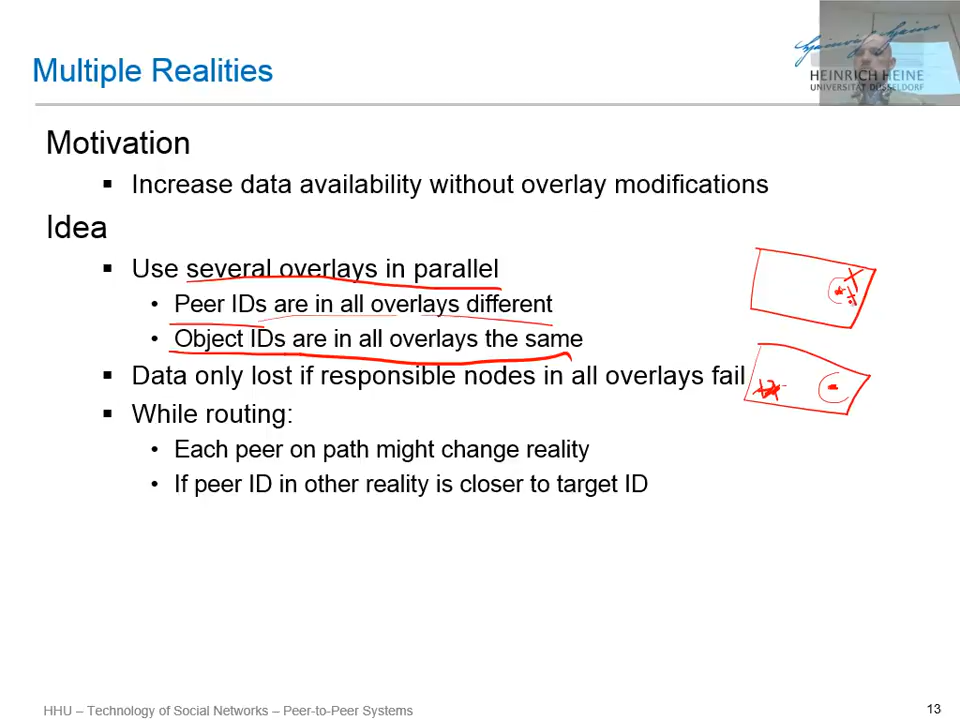 Multiple Realities
HEINRICH HEINE
UNIVERSITÄT DÜSSELDORF
Motivation
▪ Increase data availability without overlay modifications
Idea
▪ Use several overlays in parallel
• Peer IDs are in all overlays different
• Object IDs are in all overlays the same
▪ Data only lost if responsible nodes in all overlays fail
▪ While routing:
• Each peer on path might change reality
• If peer ID in other reality is closer to target ID
HHU – Technology of Social Networks – Peer-to-Peer Systems
13